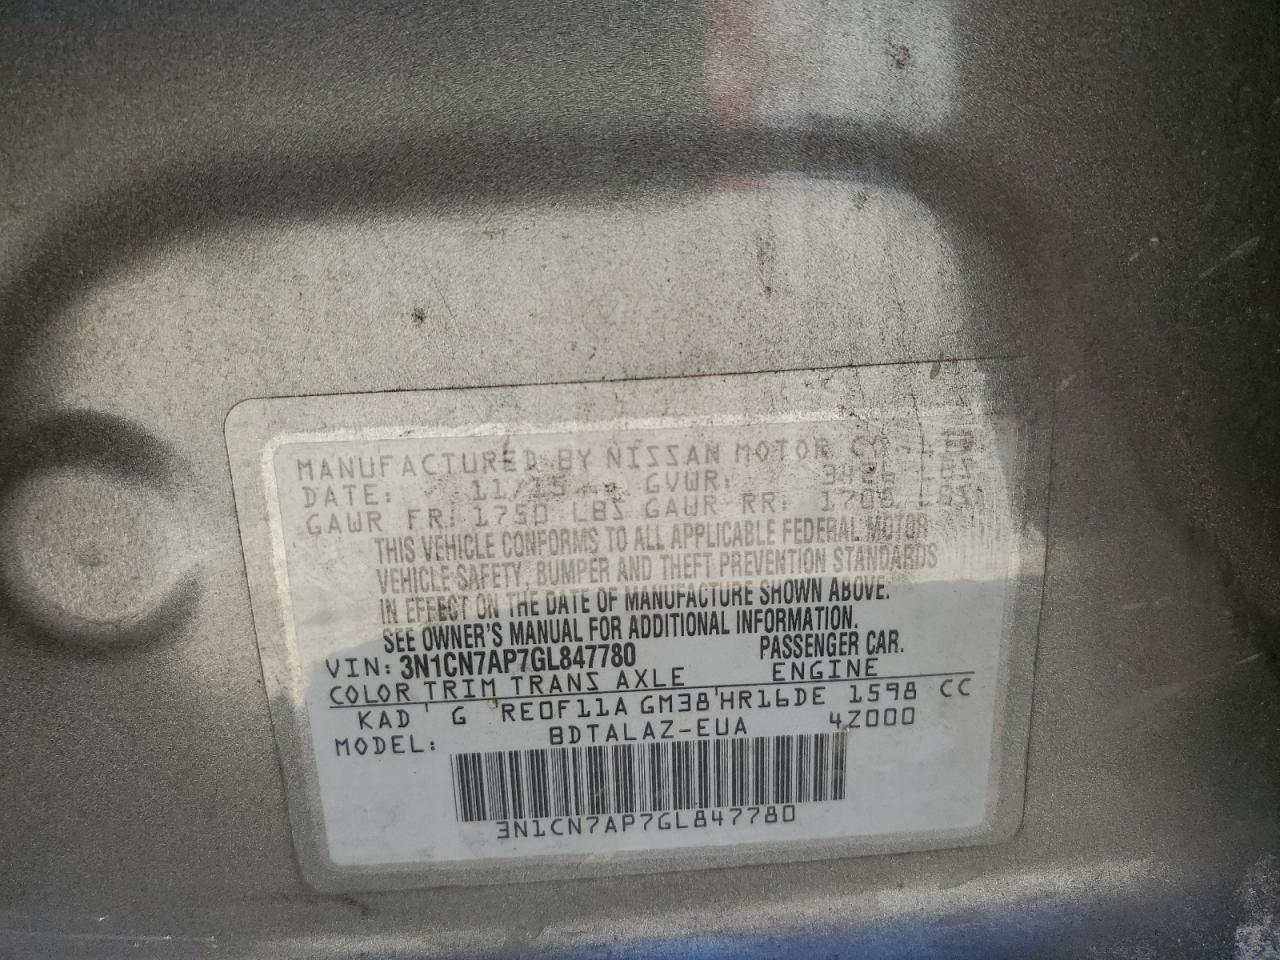 MANUFACTURED BY NISSAN MOTOR CO.,
DATE: 11/15 GVWR: LBS
GAWR FR: 1750 LBS GAWR RR: 1708 LBS
THIS VEHICLE CONFORMS TO ALL APPLICABLE FEDERAL MOTOR
VEHICLE SAFETY, BUMPER AND THEFT PREVENTION STANDARDS
IN EFFECT ON THE DATE OF MANUFACTURE SHOWN ABOVE.
SEE OWNER'S MANUAL FOR ADDITIONAL INFORMATION.
VIN: 3N1CN7AP7GL847780 PASSENGER CAR.
COLOR TRIM TRANS AXLE ENGINE
KAD ' G ' RE0F11A GM38'HR16DE 1598 CC
MODEL: BDTALAZ-EUA 4Z000
3N1CN7AP7GL847780